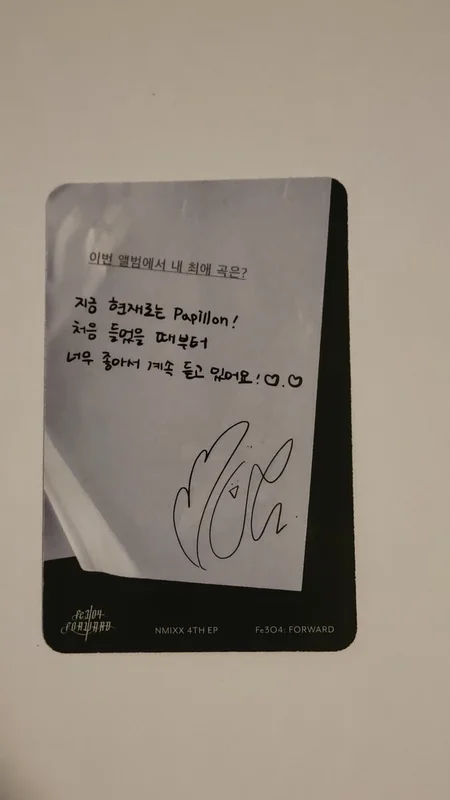 이번 앨범에서 내 최애 곡은?
지금 현재로는 Papillon!
처음 들었을 때부터
너무 좋아서 계속 듣고 있어요!♡.♡
Fe3O4
FORWARD
NMIXX 4TH EP
Fe3O4: FORWARD